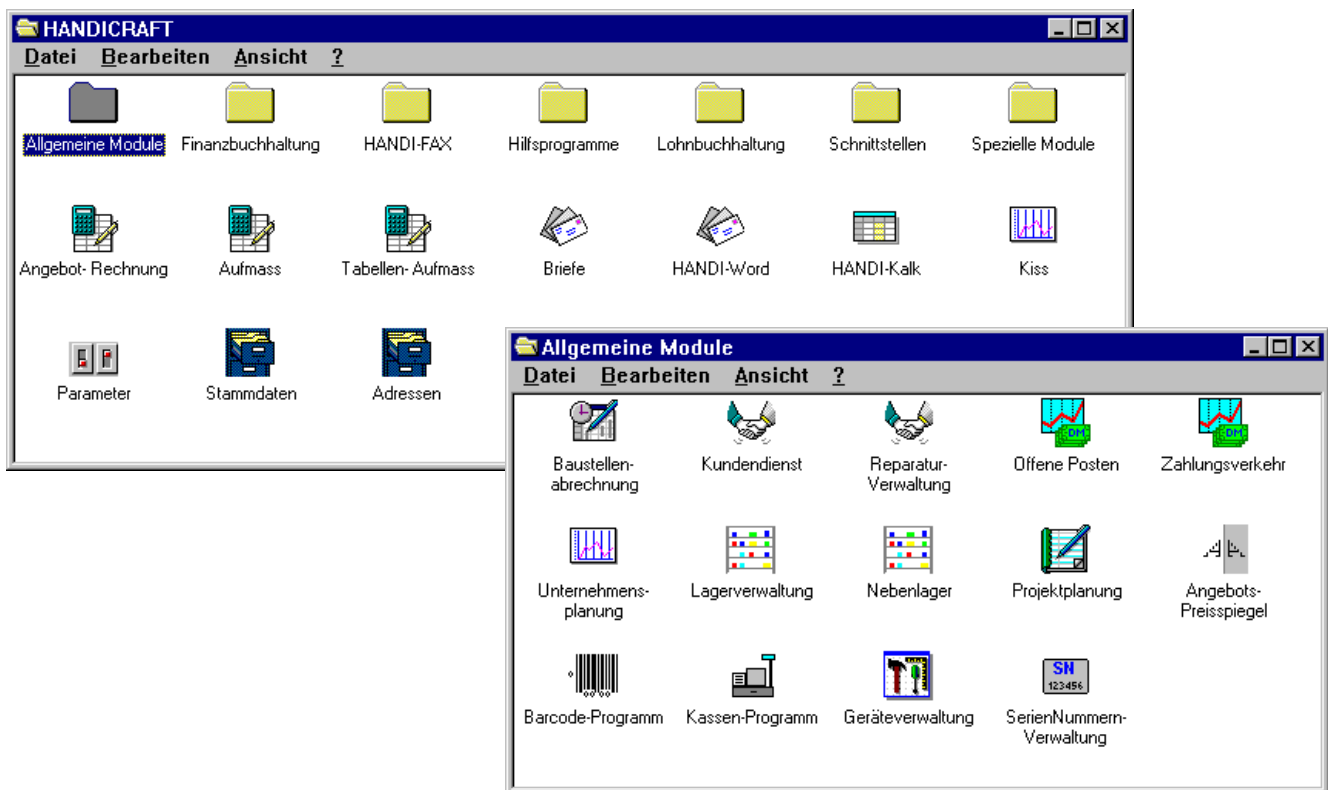 HANDICRAFT
Datei Bearbeiten Ansicht ?
Allgemeine Module Finanzbuchhaltung HANDI-FAX Hilfsprogramme Lohnbuchhaltung Schnittstellen Spezielle Module
Angebot- Rechnung Aufmass Tabellen- Aufmass Briefe HANDI-Word HANDI-Kalk Kiss
Parameter Stammdaten Adressen
Allgemeine Module
Datei Bearbeiten Ansicht ?
DM DM
Baustellen- Kundendienst Reparatur- Offene Posten Zahlungsverkehr
abrechnung Verwaltung
Unternehmens- Lagerverwaltung Nebenlager Projektplanung Angebots-
planung Preisspiegel
SN
123456
Barcode-Programm Kassen-Programm Geräteverwaltung SerienNummern-
Verwaltung